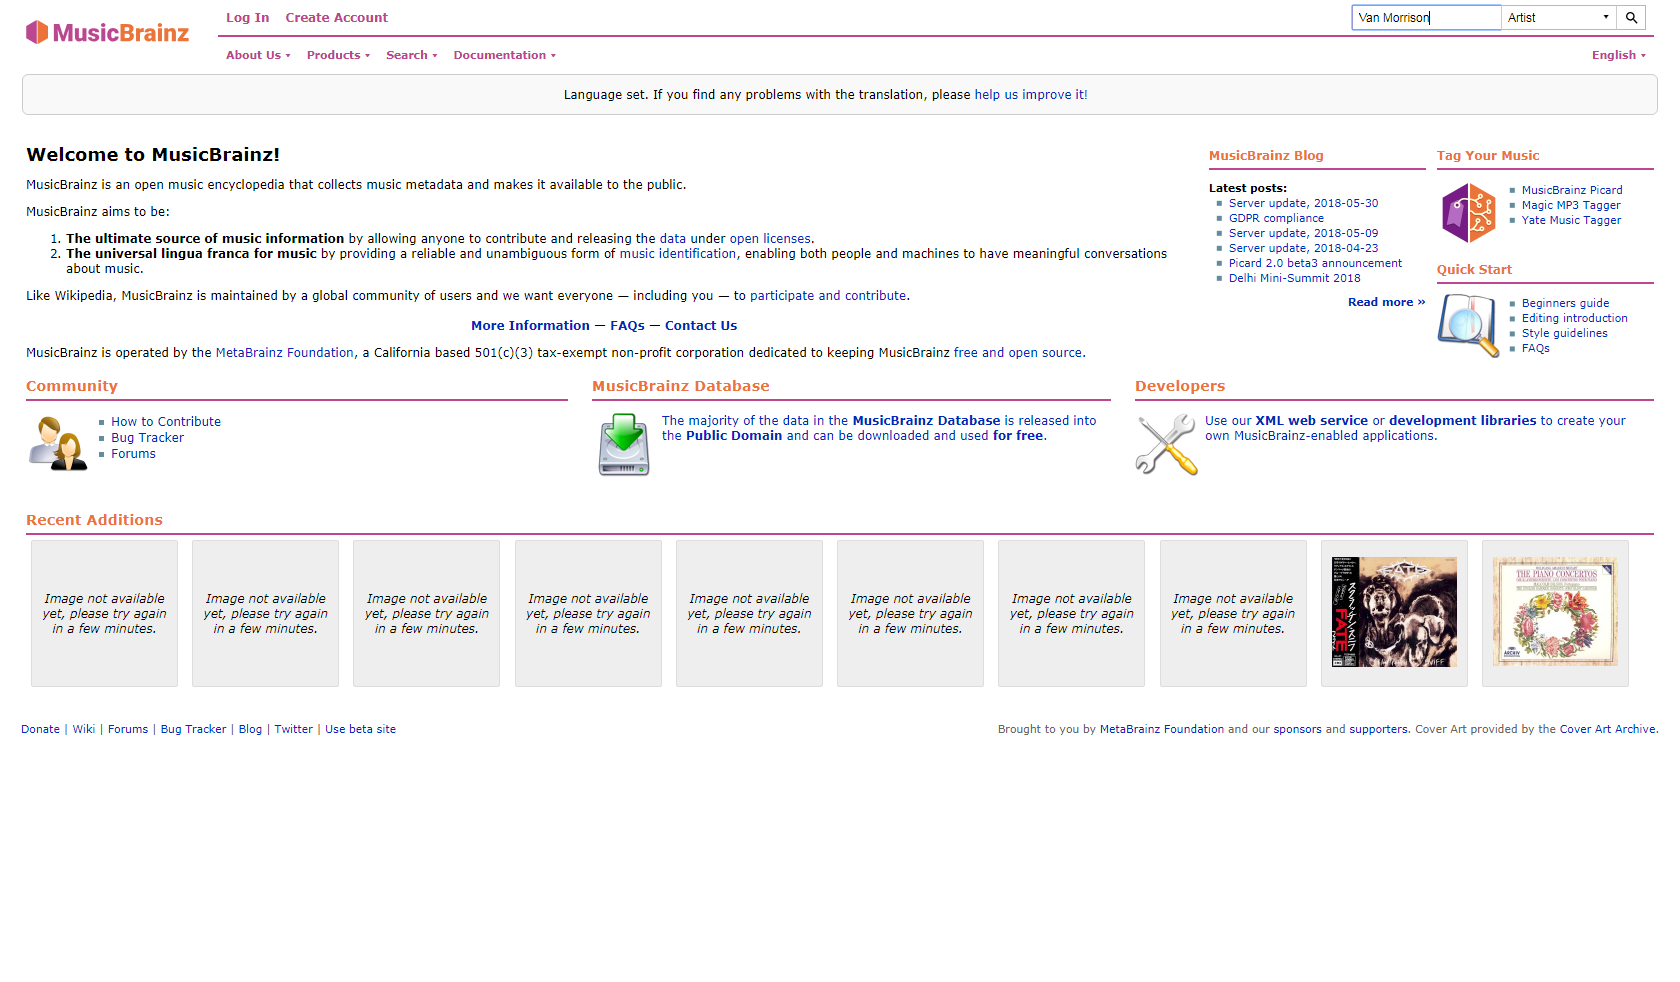 MusicBrainz
Log In Create Account
Van Morrison Artist
About Us Products Search Documentation English
Language set. If you find any problems with the translation, please help us improve it!
Welcome to MusicBrainz!
MusicBrainz is an open music encyclopedia that collects music metadata and makes it available to the public.
MusicBrainz aims to be:
1. The ultimate source of music information by allowing anyone to contribute and releasing the data under open licenses.
2. The universal lingua franca for music by providing a reliable and unambiguous form of music identification, enabling both people and machines to have meaningful conversations
about music.
Like Wikipedia, MusicBrainz is maintained by a global community of users and we want everyone — including you — to participate and contribute.
More Information — FAQs — Contact Us
MusicBrainz is operated by the MetaBrainz Foundation, a California based 501(c)(3) tax-exempt non-profit corporation dedicated to keeping MusicBrainz free and open source.
MusicBrainz Blog
Latest posts:
Server update, 2018-05-30
GDPR compliance
Server update, 2018-05-09
Server update, 2018-04-23
Picard 2.0 beta3 announcement
Delhi Mini-Summit 2018
Read more »
Tag Your Music
MusicBrainz Picard
Magic MP3 Tagger
Yate Music Tagger
Quick Start
Beginners guide
Editing introduction
Style guidelines
FAQs
Community
How to Contribute
Bug Tracker
Forums
MusicBrainz Database
The majority of the data in the MusicBrainz Database is released into
the Public Domain and can be downloaded and used for free.
Developers
Use our XML web service or development libraries to create your
own MusicBrainz-enabled applications.
Recent Additions
Image not available
yet, please try again
in a few minutes.
Image not available
yet, please try again
in a few minutes.
Image not available
yet, please try again
in a few minutes.
Image not available
yet, please try again
in a few minutes.
Image not available
yet, please try again
in a few minutes.
Image not available
yet, please try again
in a few minutes.
Image not available
yet, please try again
in a few minutes.
Image not available
yet, please try again
in a few minutes.
FATE
FATE
THE PIANO CONCERTOS
ARCHIV
Donate | Wiki | Forums | Bug Tracker | Blog | Twitter | Use beta site
Brought to you by MetaBrainz Foundation and our sponsors and supporters. Cover Art provided by the Cover Art Archive.